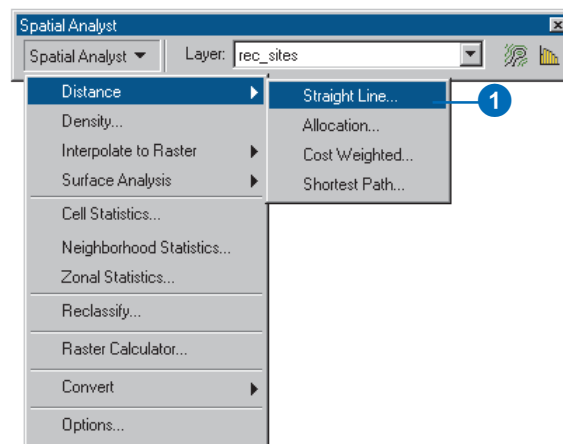 Spatial Analyst
Spatial Analyst Layer: rec_sites
Distance
Straight Line...
1
Density...
Allocation...
Interpolate to Raster
Cost Weighted...
Surface Analysis
Shortest Path...
Cell Statistics...
Neighborhood Statistics...
Zonal Statistics...
Reclassify...
Raster Calculator...
Convert
Options...